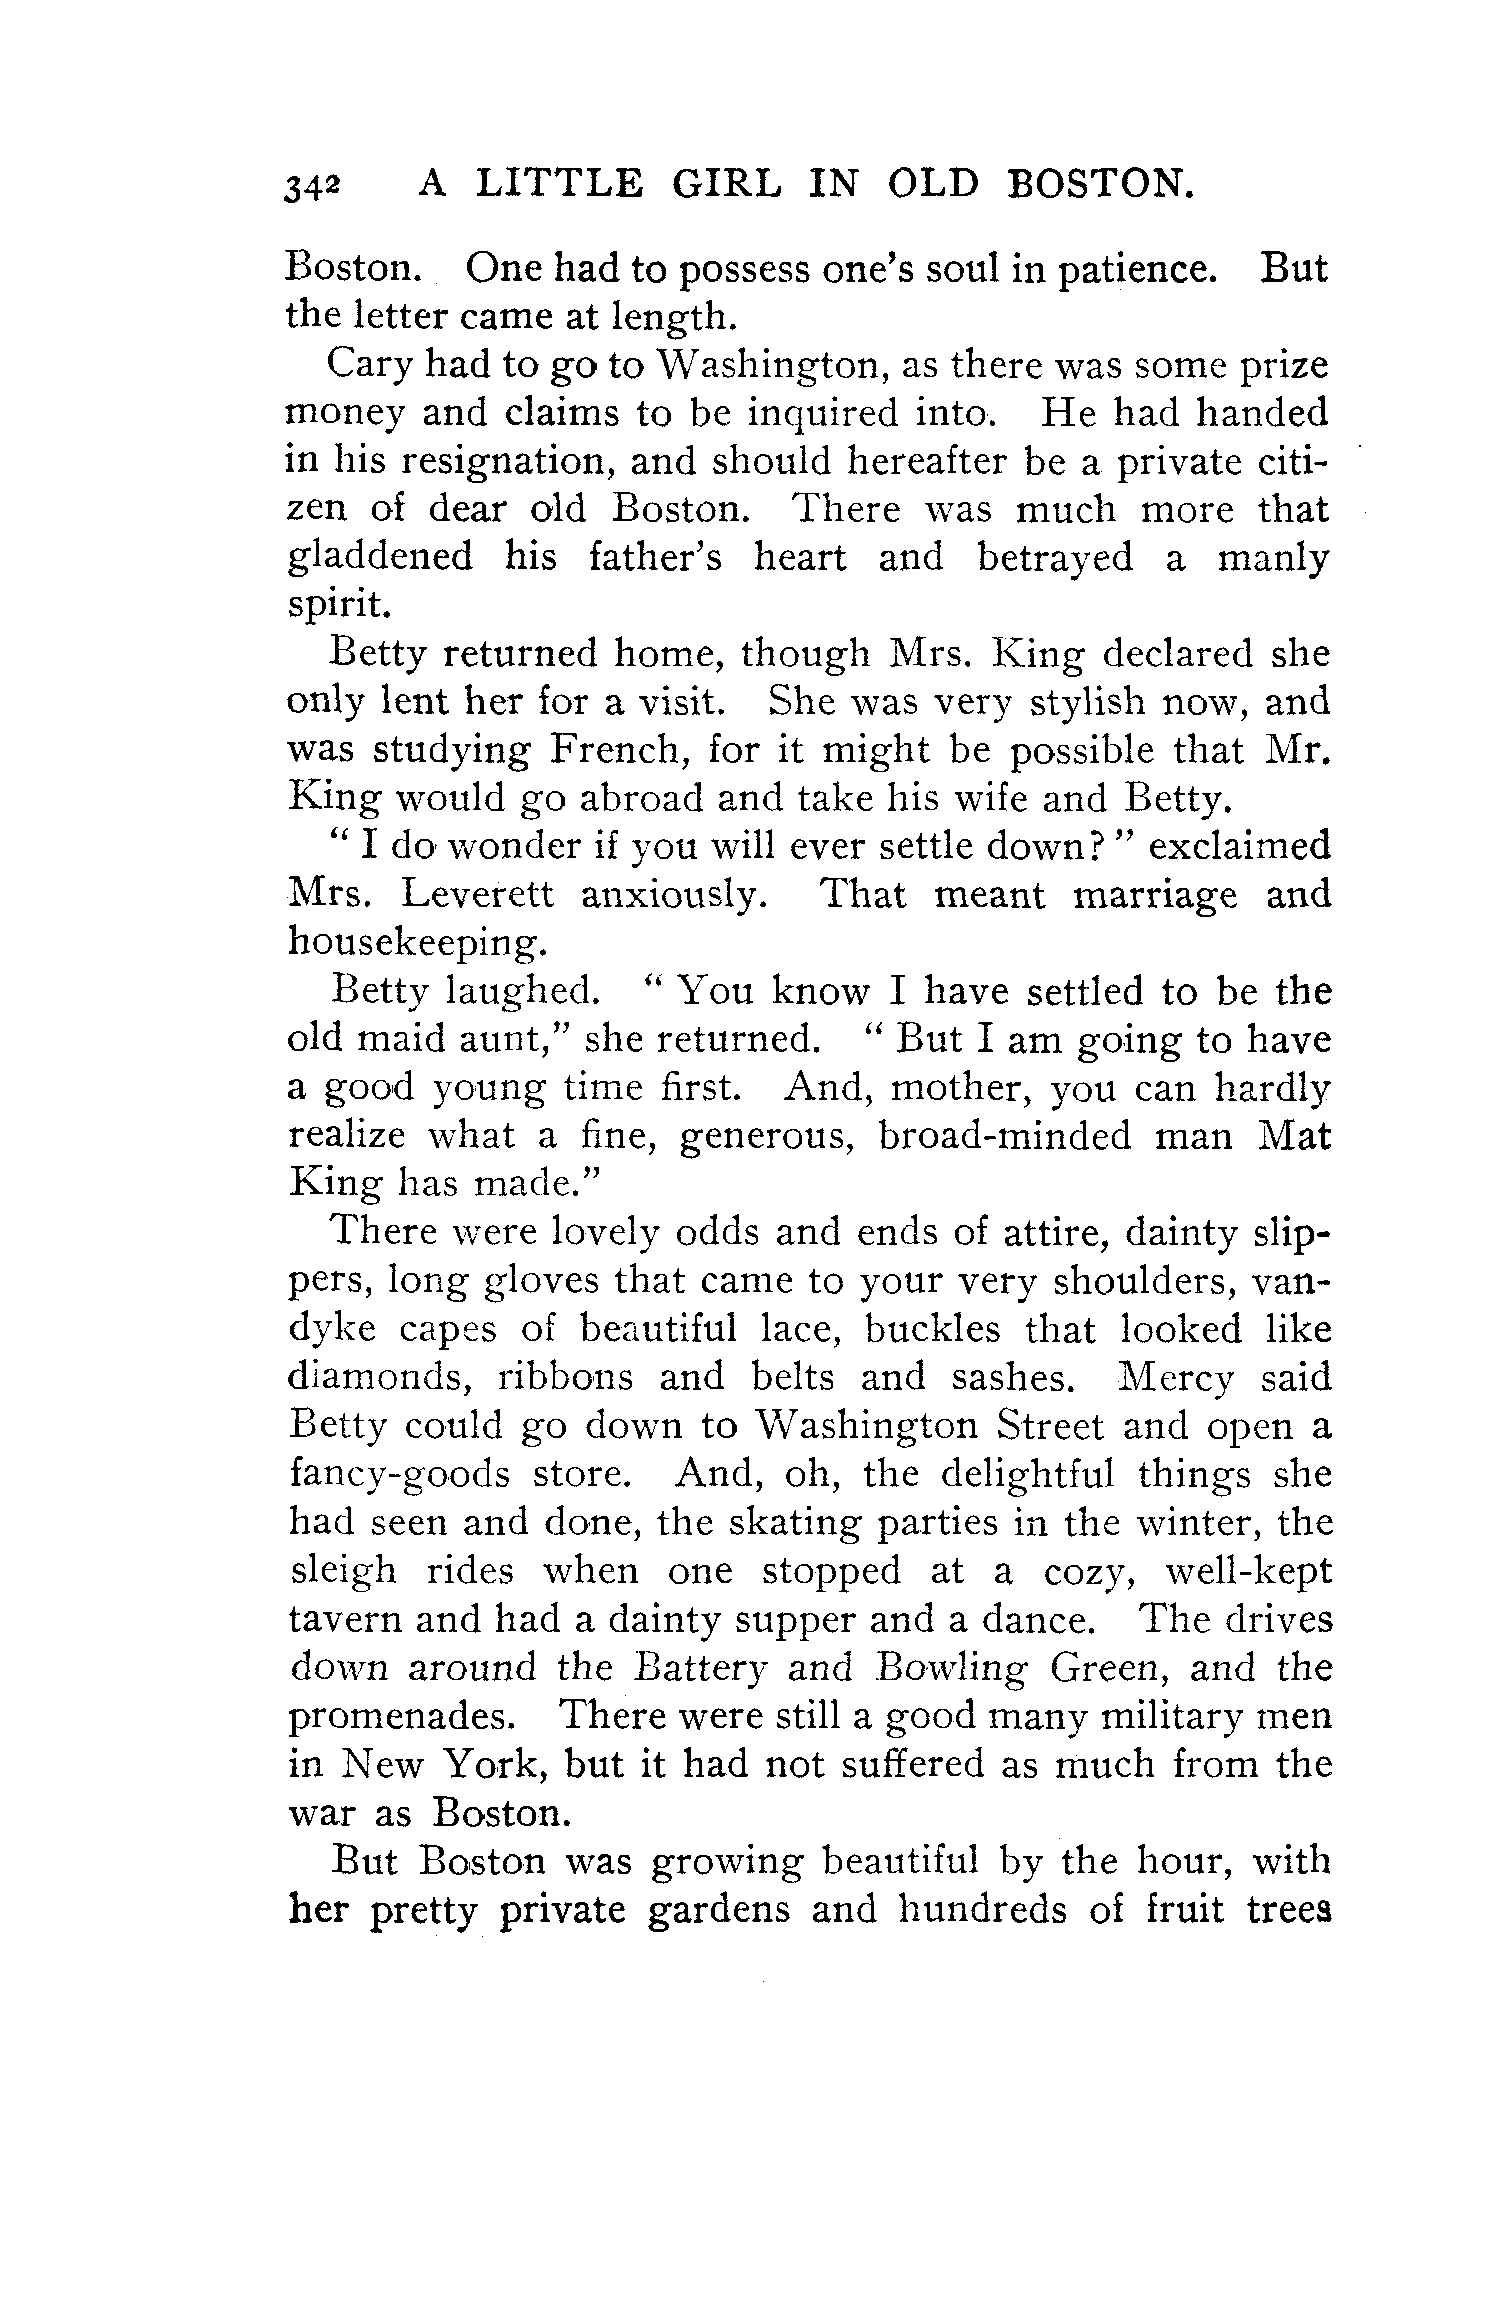 342 A LITTLE GIRL IN OLD BOSTON.
Boston. One had to possess one's soul in patience. But
the letter came at length.
Cary had to go to Washington, as there was some prize
money and claims to be inquired into. He had handed
in his resignation, and should hereafter be a private citi-
zen of dear old Boston. There was much more that
gladdened his father's heart and betrayed a manly
spirit.
Betty returned home, though Mrs. King declared she
only lent her for a visit. She was very stylish now, and
was studying French, for it might be possible that Mr.
King would go abroad and take his wife and Betty.
“ I do wonder if you will ever settle down? ” exclaimed
Mrs. Leverett anxiously. That meant marriage and
housekeeping.
Betty laughed. “ You know I have settled to be the
old maid aunt,” she returned. “ But I am going to have
a good young time first. And, mother, you can hardly
realize what a fine, generous, broad-minded man Mat
King has made.”
There were lovely odds and ends of attire, dainty slip-
pers, long gloves that came to your very shoulders, van-
dyke capes of beautiful lace, buckles that looked like
diamonds, ribbons and belts and sashes. Mercy said
Betty could go down to Washington Street and open a
fancy-goods store. And, oh, the delightful things she
had seen and done, the skating parties in the winter, the
sleigh rides when one stopped at a cozy, well-kept
tavern and had a dainty supper and a dance. The drives
down around the Battery and Bowling Green, and the
promenades. There were still a good many military men
in New York, but it had not suffered as much from the
war as Boston.
But Boston was growing beautiful by the hour, with
her pretty private gardens and hundreds of fruit trees